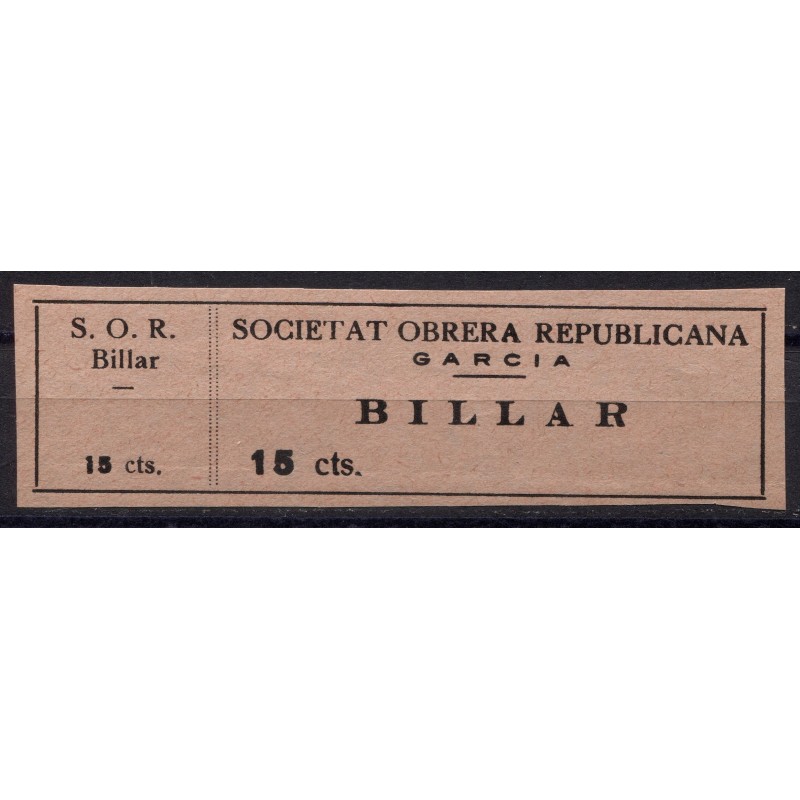 S. O. R.
Billar
15 cts.
SOCIETAT OBRERA REPUBLICANA
GARCIA
BILLAR
15 cts.